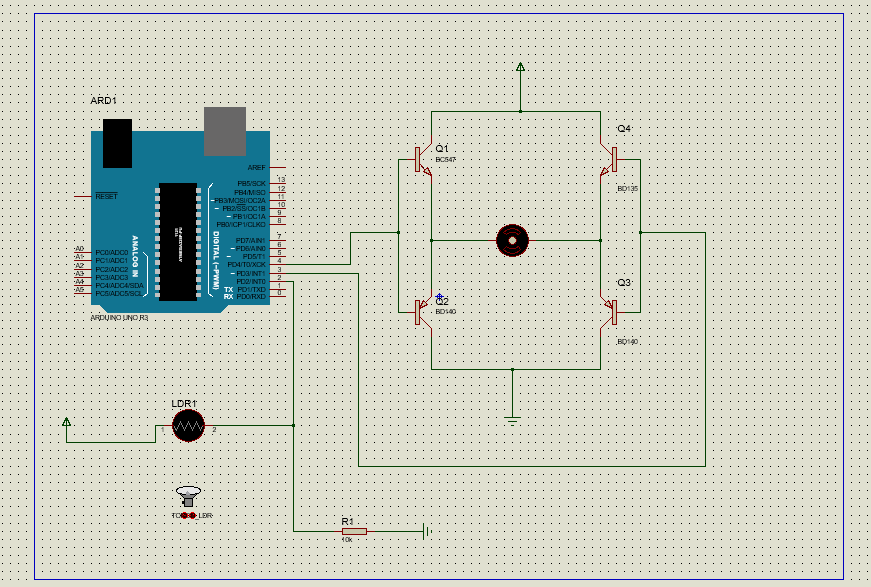 ARD1
RESET
AREF
PB5/SCK 13
PB4/MISO 12
~PB3/MOSI/OC2A 11
~ PB2/SS/OC1B 10
~ PB1/OC1A 9
PB0/ICP1/CLKO 8
PD7/AIN1 7
~ PD6/AIN0 6
~ PD5/T1 5
PD4/T0/XCK 4
~ PD3/INT1 3
PD2/INT0 2
TX PD1/TXD 1
RX PD0/RXD 0
A0 PC0/ADC0
A1 PC1/ADC1
A2 PC2/ADC2
A3 PC3/ADC3
A4 PC4/ADC4/SDA
A5 PC5/ADC5/SCL
ANALOG IN
DIGITAL (~PWM)
ARDUINO UNO R3
Q1
BC547
Q4
BD135
Q2
BD140
Q3
BD140
LDR1
1
2
R1
10k